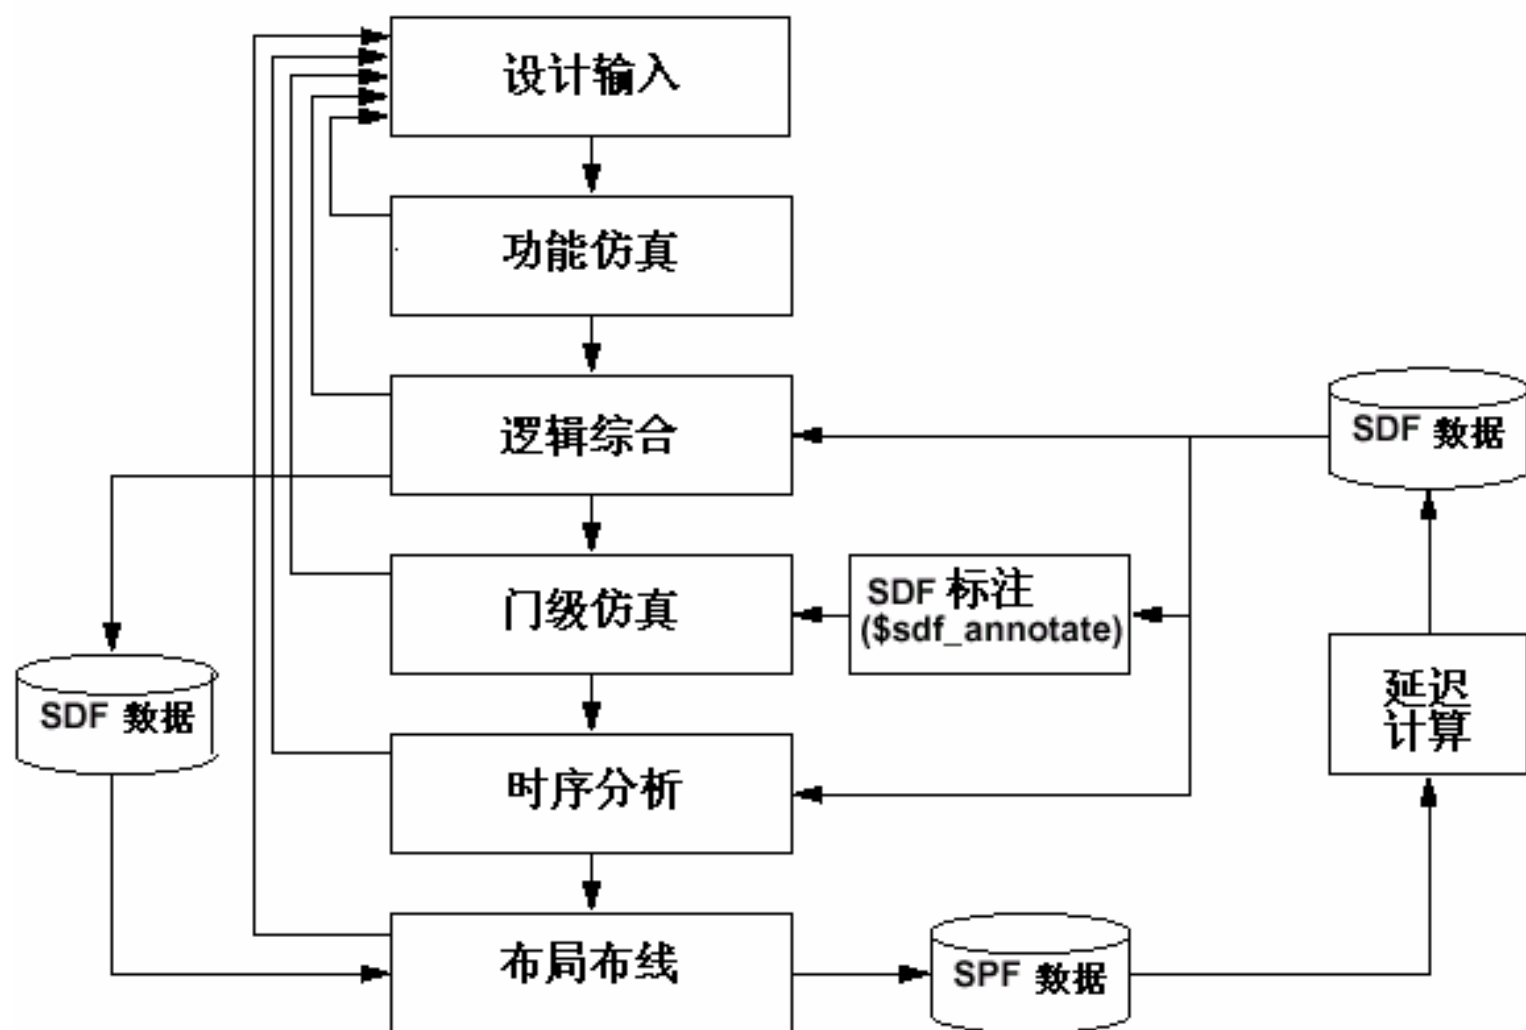 设计输入
功能仿真
逻辑综合
SDF 数据
门级仿真
SDF 标注
($sdf_annotate)
SDF 数据
延迟
计算
时序分析
布局布线
SPF 数据